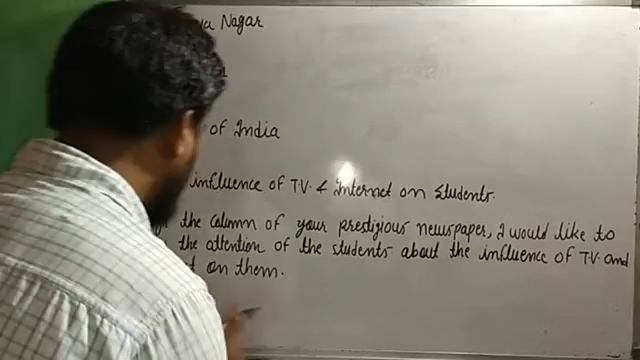 Nagar
of India
influence of T.V. & Internet on Students.
the column of your prestigious newspaper, I would like to
the attention of the students about the influence of T.V. and
on them.